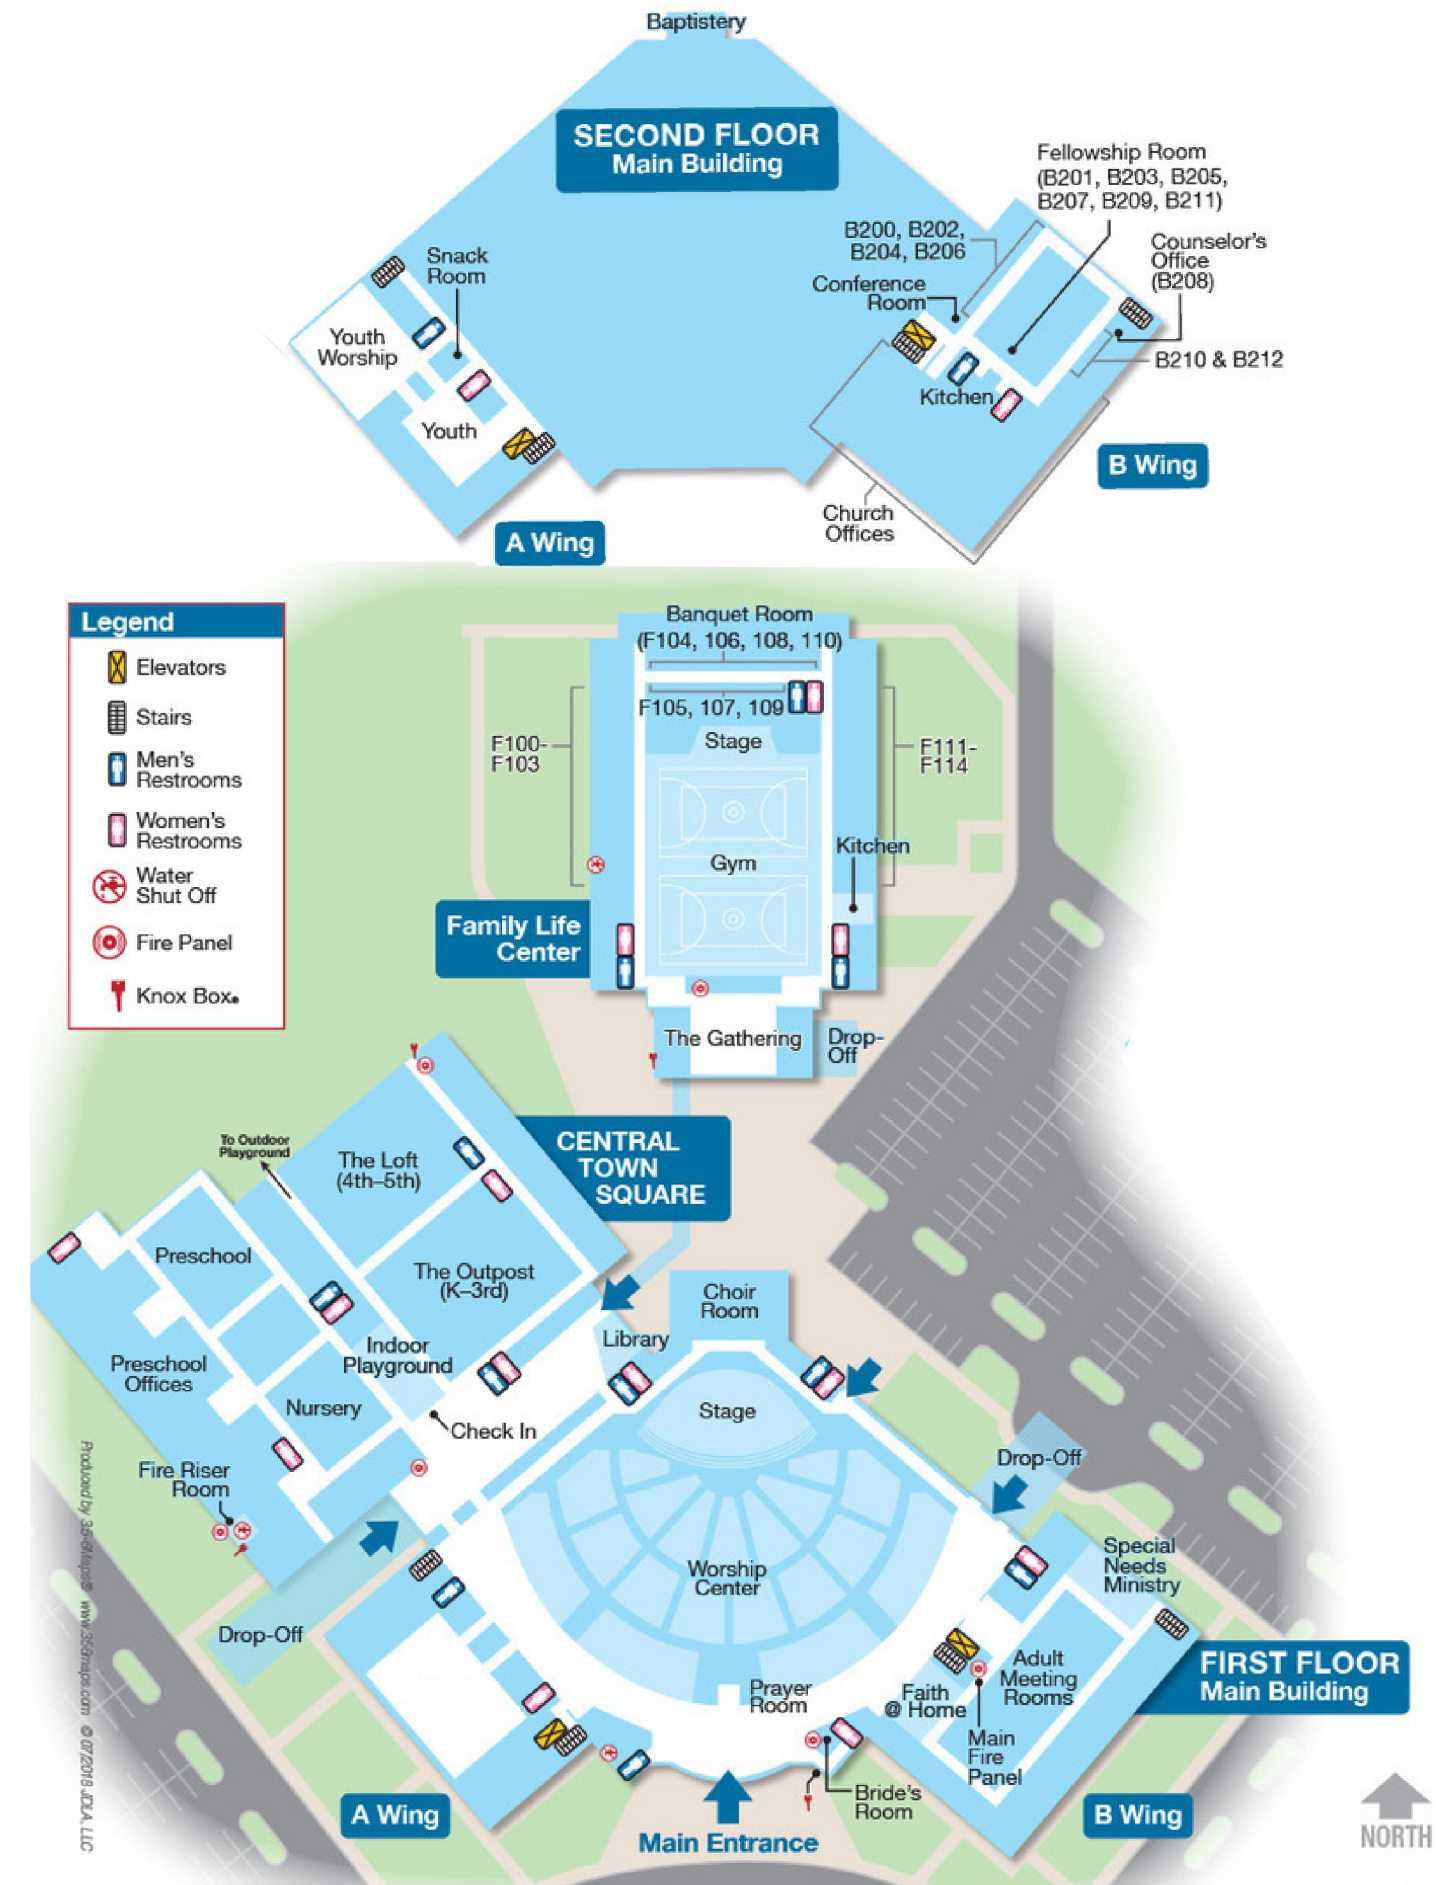 Baptistery
SECOND FLOOR
Main Building
Fellowship Room
(B201, B203, B205,
B207, B209, B211)
B200, B202,
B204, B206
Counselor's
Office
(B208)
Conference
Room
Snack
Room
Youth
Worship
B210 & B212
Kitchen
Youth
B Wing
Church
Offices
A Wing
Legend
Elevators
Stairs
Men's
Restrooms
Women's
Restrooms
Water
Shut Off
Fire Panel
Knox Box®
Banquet Room
(F104, 106, 108, 110)
F105, 107, 109
Stage
F100-
F103
F111-
F114
Kitchen
Gym
Family Life
Center
The Gathering
Drop-
Off
CENTRAL
TOWN
SQUARE
To Outdoor
Playground
The Loft
(4th–5th)
Preschool
The Outpost
(K–3rd)
Choir
Room
Library
Indoor
Playground
Preschool
Offices
Nursery
Check In
Stage
Fire Riser
Room
Drop-Off
Worship
Center
Special
Needs
Ministry
Drop-Off
FIRST FLOOR
Main Building
Adult
Meeting
Rooms
Prayer
Room
Faith
@ Home
Main
Fire
Panel
Bride's
Room
A Wing
B Wing
Main Entrance
NORTH